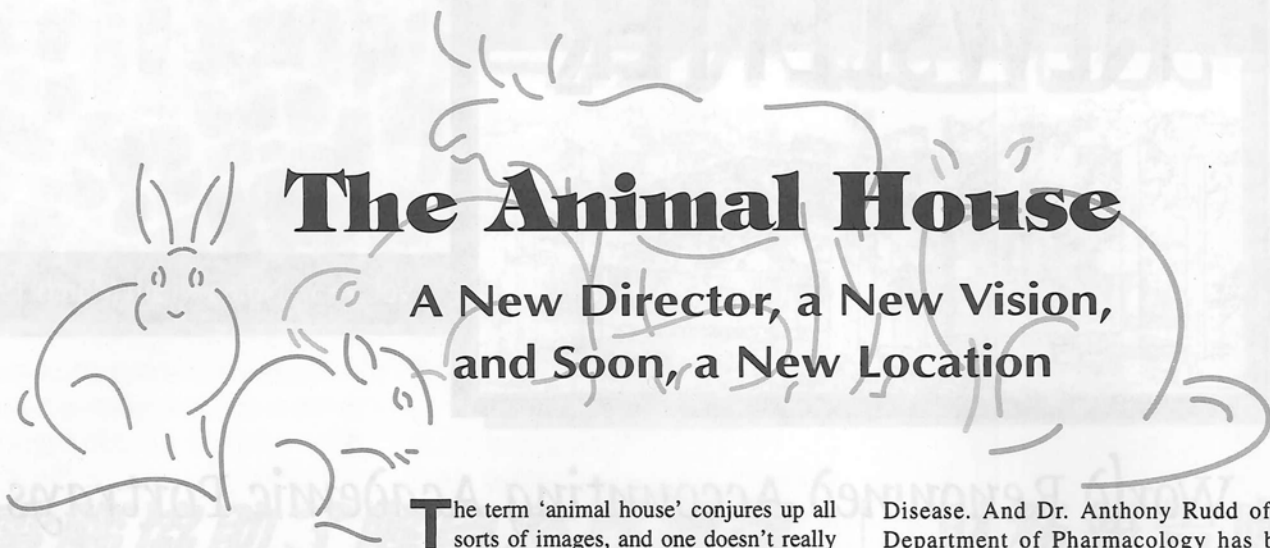 The Animal House
A New Director, a New Vision,
and Soon, a New Location
The term 'animal house' conjures up all
sorts of images, and one doesn't really
Disease. And Dr. Anthony Rudd of
Department of Pharmacology has b